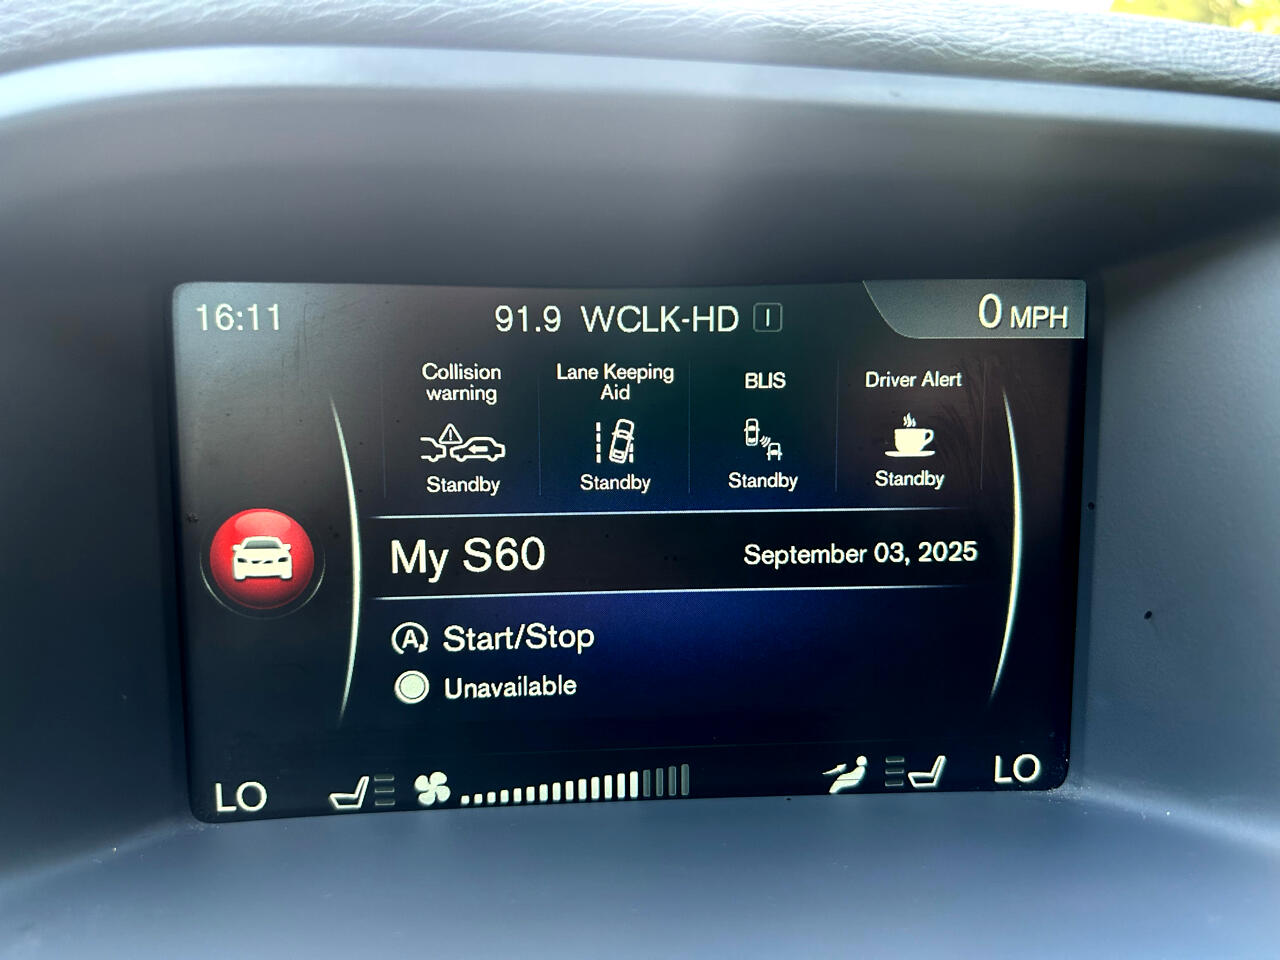 16:11
91.9 WCLK-HD I
0 MPH
Collision
warning
Standby
Lane Keeping
Aid
Standby
BLIS
Standby
Driver Alert
Standby
My S60
September 03, 2025
A Start/Stop
Unavailable
LO
LO